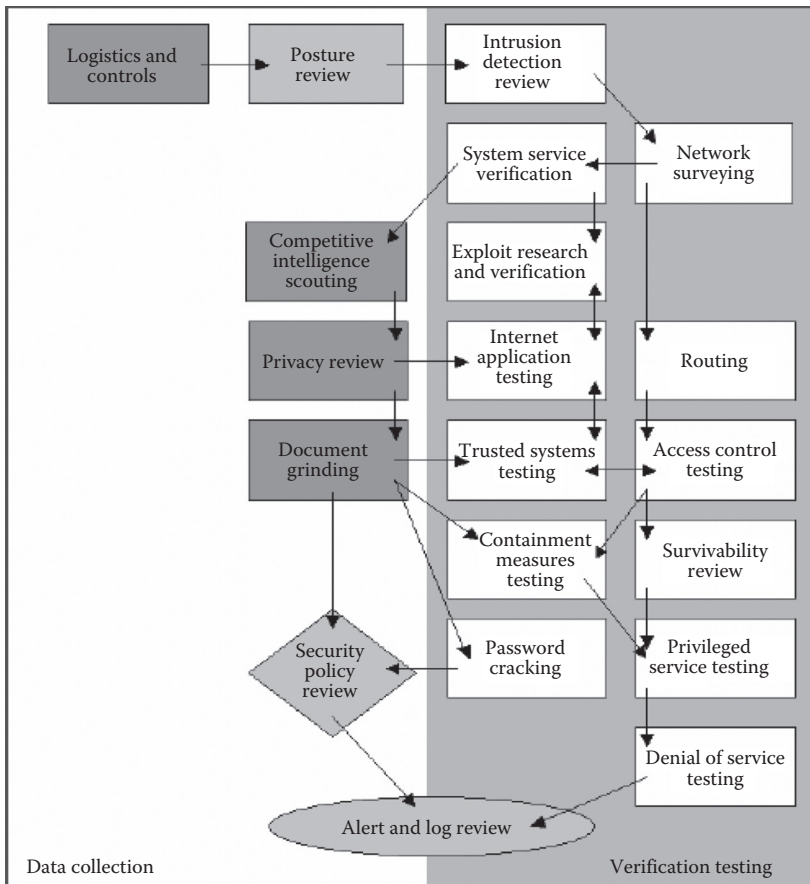 Logistics and
controls
Posture
review
Intrusion
detection
review
System service
verification
Network
surveying
Competitive
intelligence
scouting
Exploit research
and verification
Privacy review
Internet
application
testing
Routing
Document
grinding
Trusted systems
testing
Access control
testing
Containment
measures
testing
Survivability
review
Security
policy
review
Password
cracking
Privileged
service testing
Denial of service
testing
Alert and log review
Data collection
Verification testing